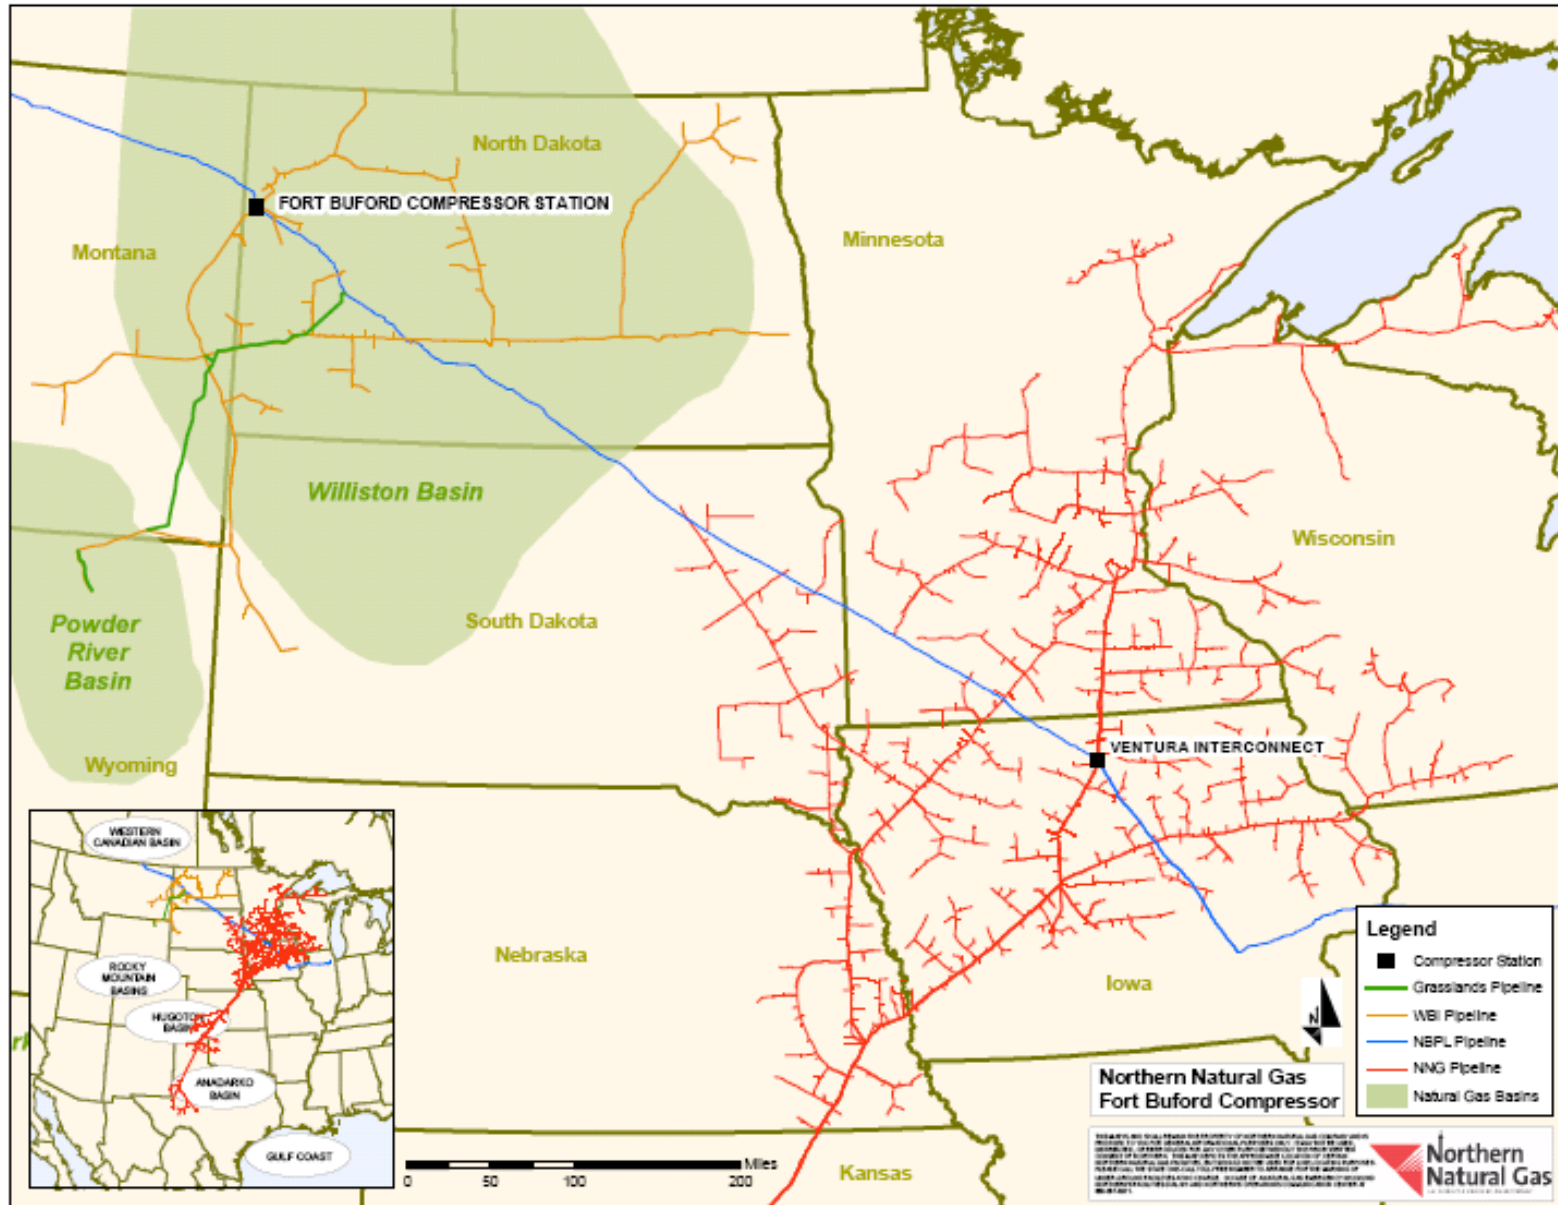 North Dakota
FORT BUFORD COMPRESSOR STATION
Montana
Minnesota
Williston Basin
Wisconsin
South Dakota
Powder
River
Basin
Wyoming
VENTURA INTERCONNECT
Nebraska
Iowa
Kansas
WESTERN
CANADIAN BASIN
ROCKY
MOUNTAIN
BASINS
HUGOTON
BASIN
ANADARKO
BASIN
GULF COAST
0 50 100 200 Miles
N
Legend
Compressor Station
Grasslands Pipeline
WBI Pipeline
NBPL Pipeline
NNG Pipeline
Natural Gas Basins
Northern Natural Gas
Fort Buford Compressor
Northern
Natural Gas